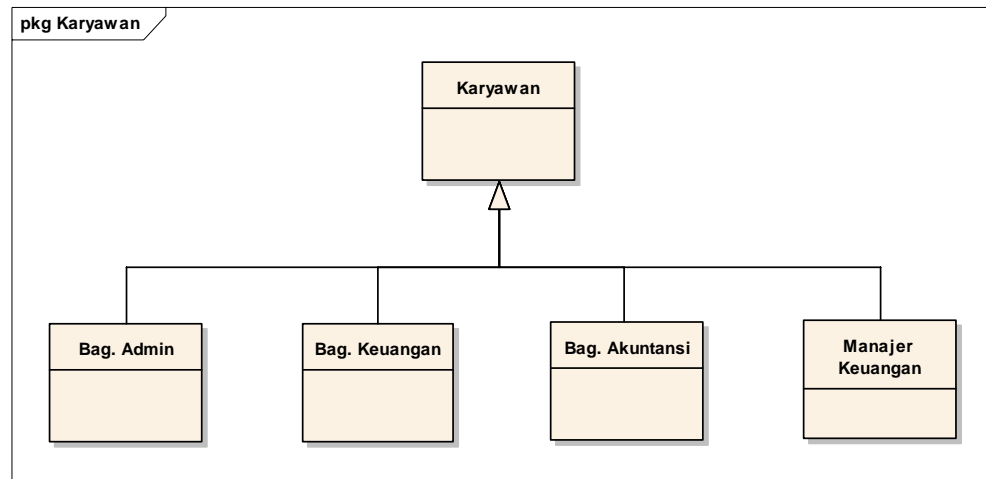 pkg Karyawan
Karyawan
Bag. Admin
Bag. Keuangan
Bag. Akuntansi
Manajer
Keuangan